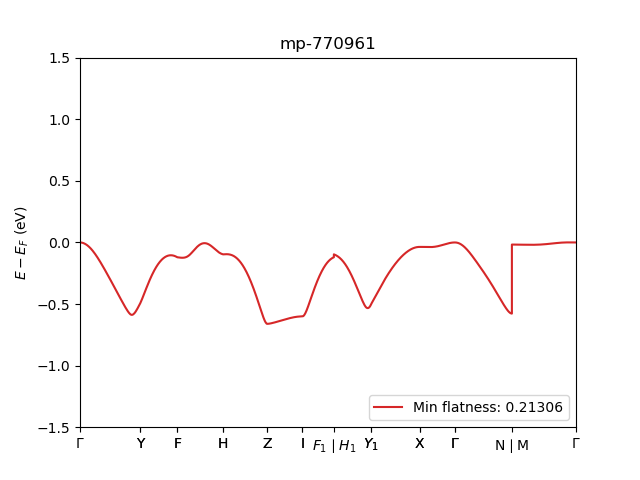 mp-770961
1.5
1.0
0.5
0.0
−0.5
−1.0
−1.5
E − E_F (eV)
Min flatness: 0.21306
Γ Y F H Z I F₁ | H₁ Y₁ X Γ N | M Γ